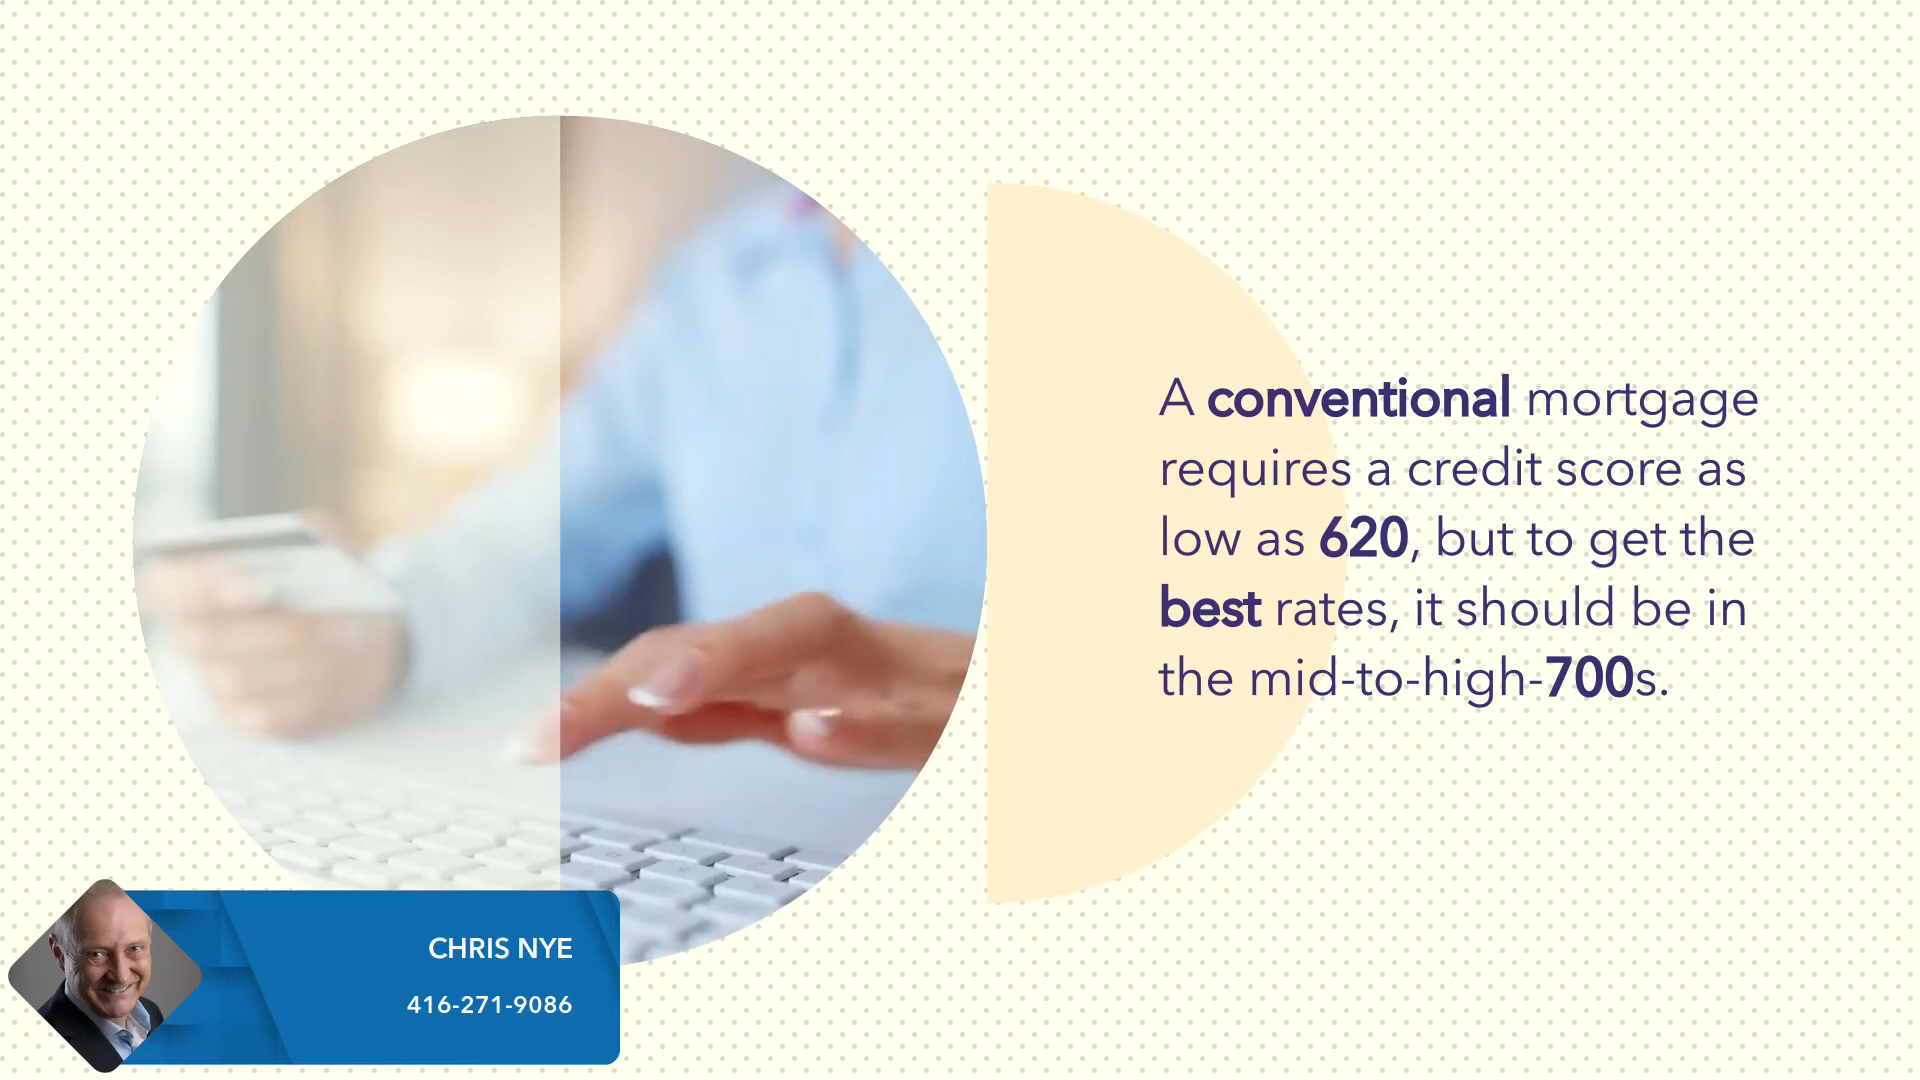 A conventional mortgage
requires a credit score as
low as 620, but to get the
best rates, it should be in
the mid-to-high-700s.
CHRIS NYE
416-271-9086